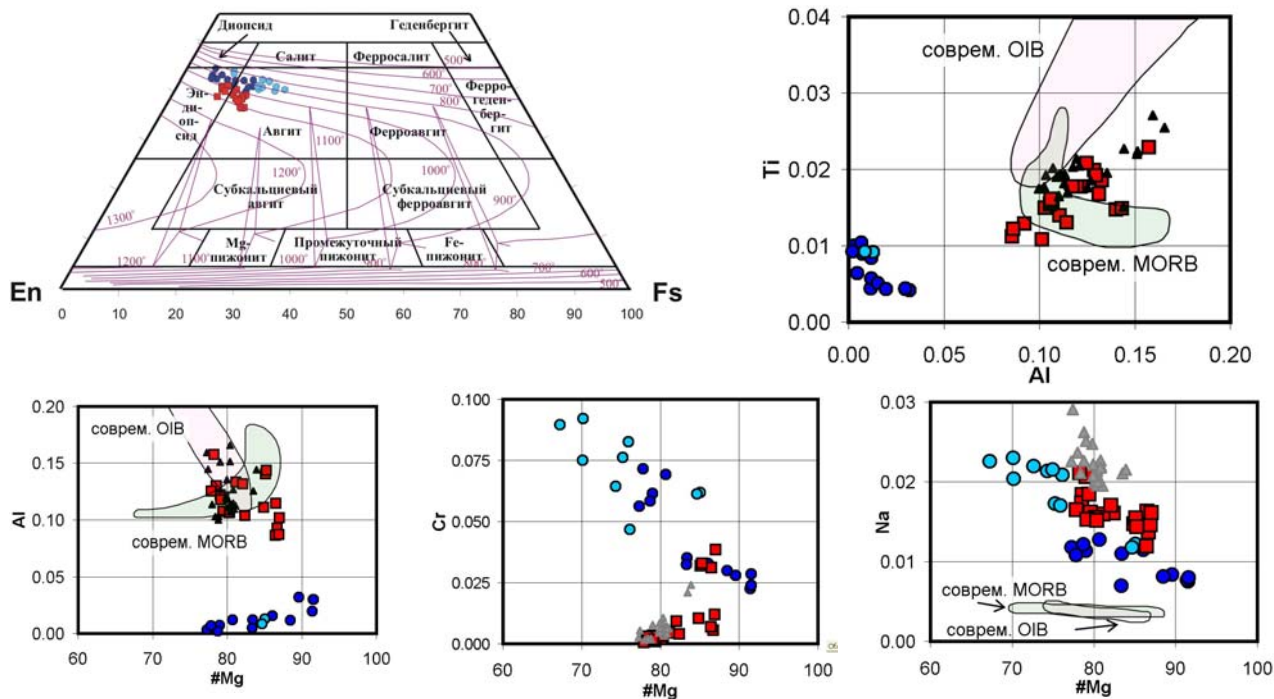 Диопсид
Геденбергит
Салит
Ферросалит
500°
600°
700°
800°
Эн-
ди-
оп-
сид
Ферро-
геден-
бер-
гит
Авгит
Ферроавгит
1100°
1200°
1000°
Субкальциевый
авгит
Субкальциевый
ферроавгит
900°
1300°
Mg-
пижонит
Промежуточный
пижонит
Fe-
пижонит
1200°
1100°
1000°
900°
800°
700°
600°
500°
En
Fs
0 10 20 30 40 50 60 70 80 90 100
0.04
0.03
0.02
0.01
0.00
Ti
соврем. OIB
соврем. MORB
0.00 0.05 0.10 0.15 0.20
Al
0.20
0.15
0.10
0.05
0.00
Al
соврем. OIB
соврем. MORB
60 70 80 90 100
#Mg
0.100
0.075
0.050
0.025
0.000
Cr
60 70 80 90 100
#Mg
0.03
0.02
0.01
0.00
Na
соврем. MORB
соврем. OIB
60 70 80 90 100
#Mg